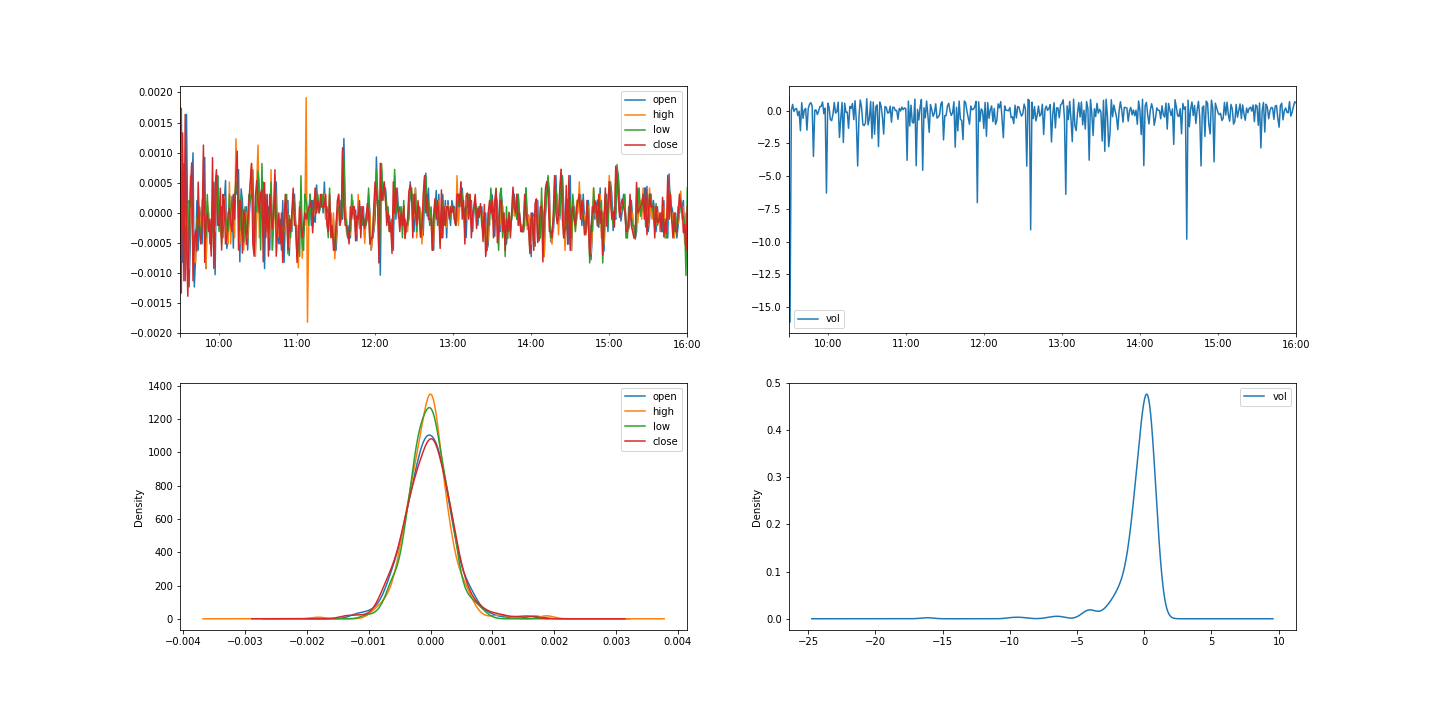 0.0020
0.0015
0.0010
0.0005
0.0000
−0.0005
−0.0010
−0.0015
−0.0020
10:00 11:00 12:00 13:00 14:00 15:00 16:00
open
high
low
close
0.0
−2.5
−5.0
−7.5
−10.0
−12.5
−15.0
10:00 11:00 12:00 13:00 14:00 15:00 16:00
vol
1400
1200
1000
800
600
400
200
0
Density
−0.004 −0.003 −0.002 −0.001 0.000 0.001 0.002 0.003 0.004
open
high
low
close
0.5
0.4
0.3
0.2
0.1
0.0
Density
−25 −20 −15 −10 −5 0 5 10
vol